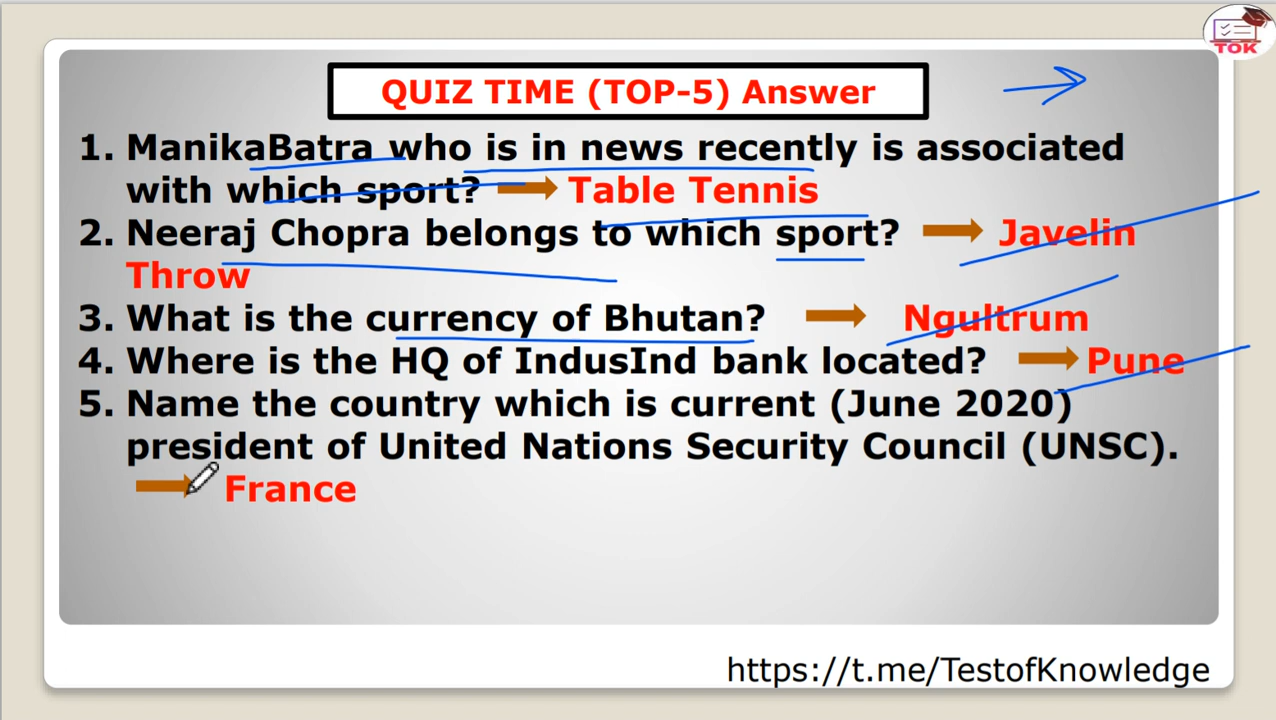 TOK
QUIZ TIME (TOP-5) Answer
1. ManikaBatra who is in news recently is associated
with which sport? Table Tennis
2. Neeraj Chopra belongs to which sport? Javelin
Throw
3. What is the currency of Bhutan? Ngultrum
4. Where is the HQ of IndusInd bank located? Pune
5. Name the country which is current (June 2020)
president of United Nations Security Council (UNSC).
France
https://t.me/TestofKnowledge